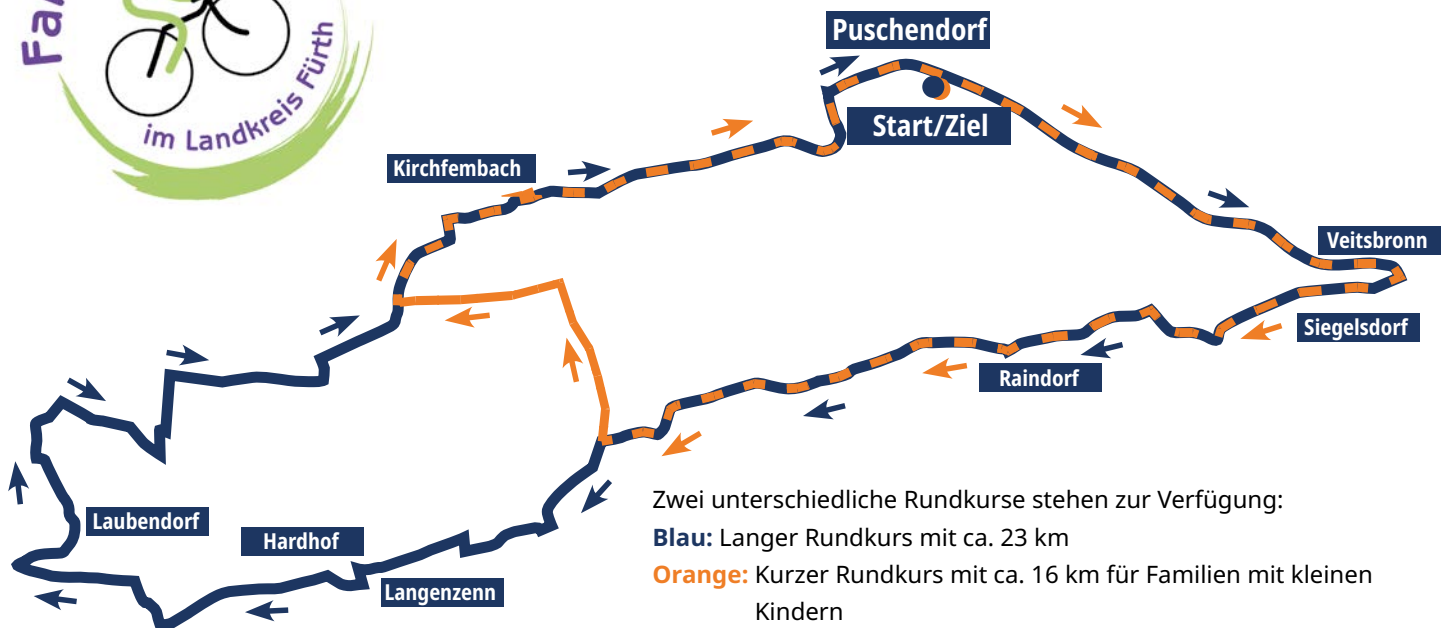 Fa
im Landkreis Fürth
Puschendorf
Start/Ziel
Kirchfembach
Veitsbronn
Siegelsdorf
Raindorf
Laubendorf
Hardhof
Langenzenn
Zwei unterschiedliche Rundkurse stehen zur Verfügung:
Blau: Langer Rundkurs mit ca. 23 km
Orange: Kurzer Rundkurs mit ca. 16 km für Familien mit kleinen
Kindern